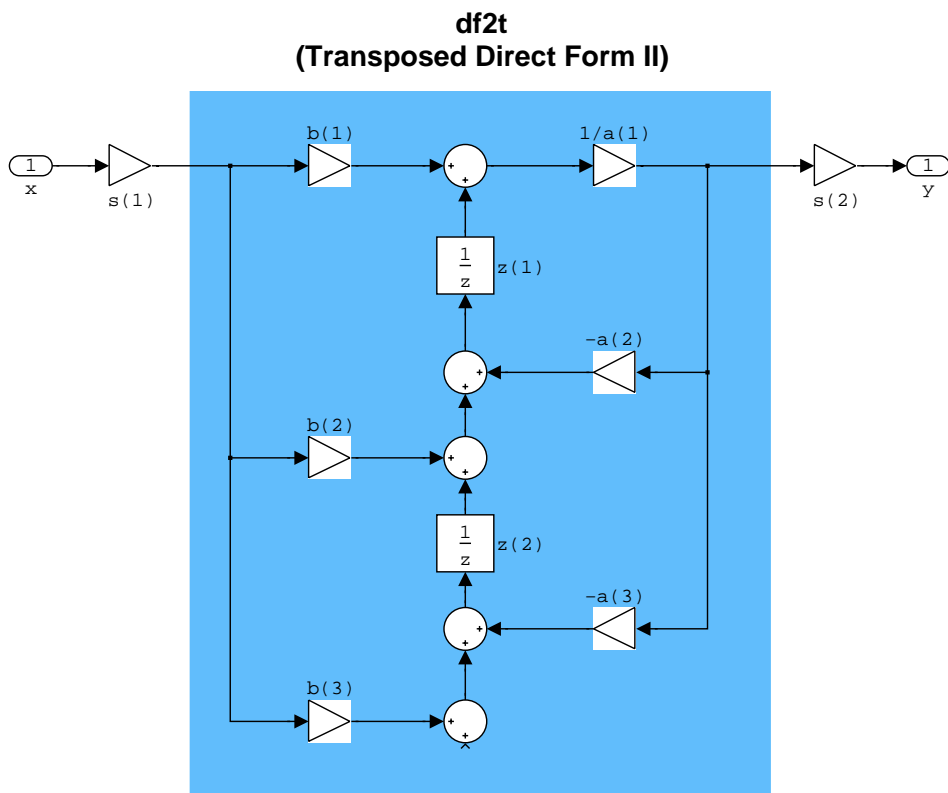 df2t
(Transposed Direct Form II)
b(1)
1/a(1)
1
x
s(1)
+
+
s(2)
1
y
1
z
z(1)
-a(2)
+
+
b(2)
+
+
1
z
z(2)
-a(3)
+
+
b(3)
+
+